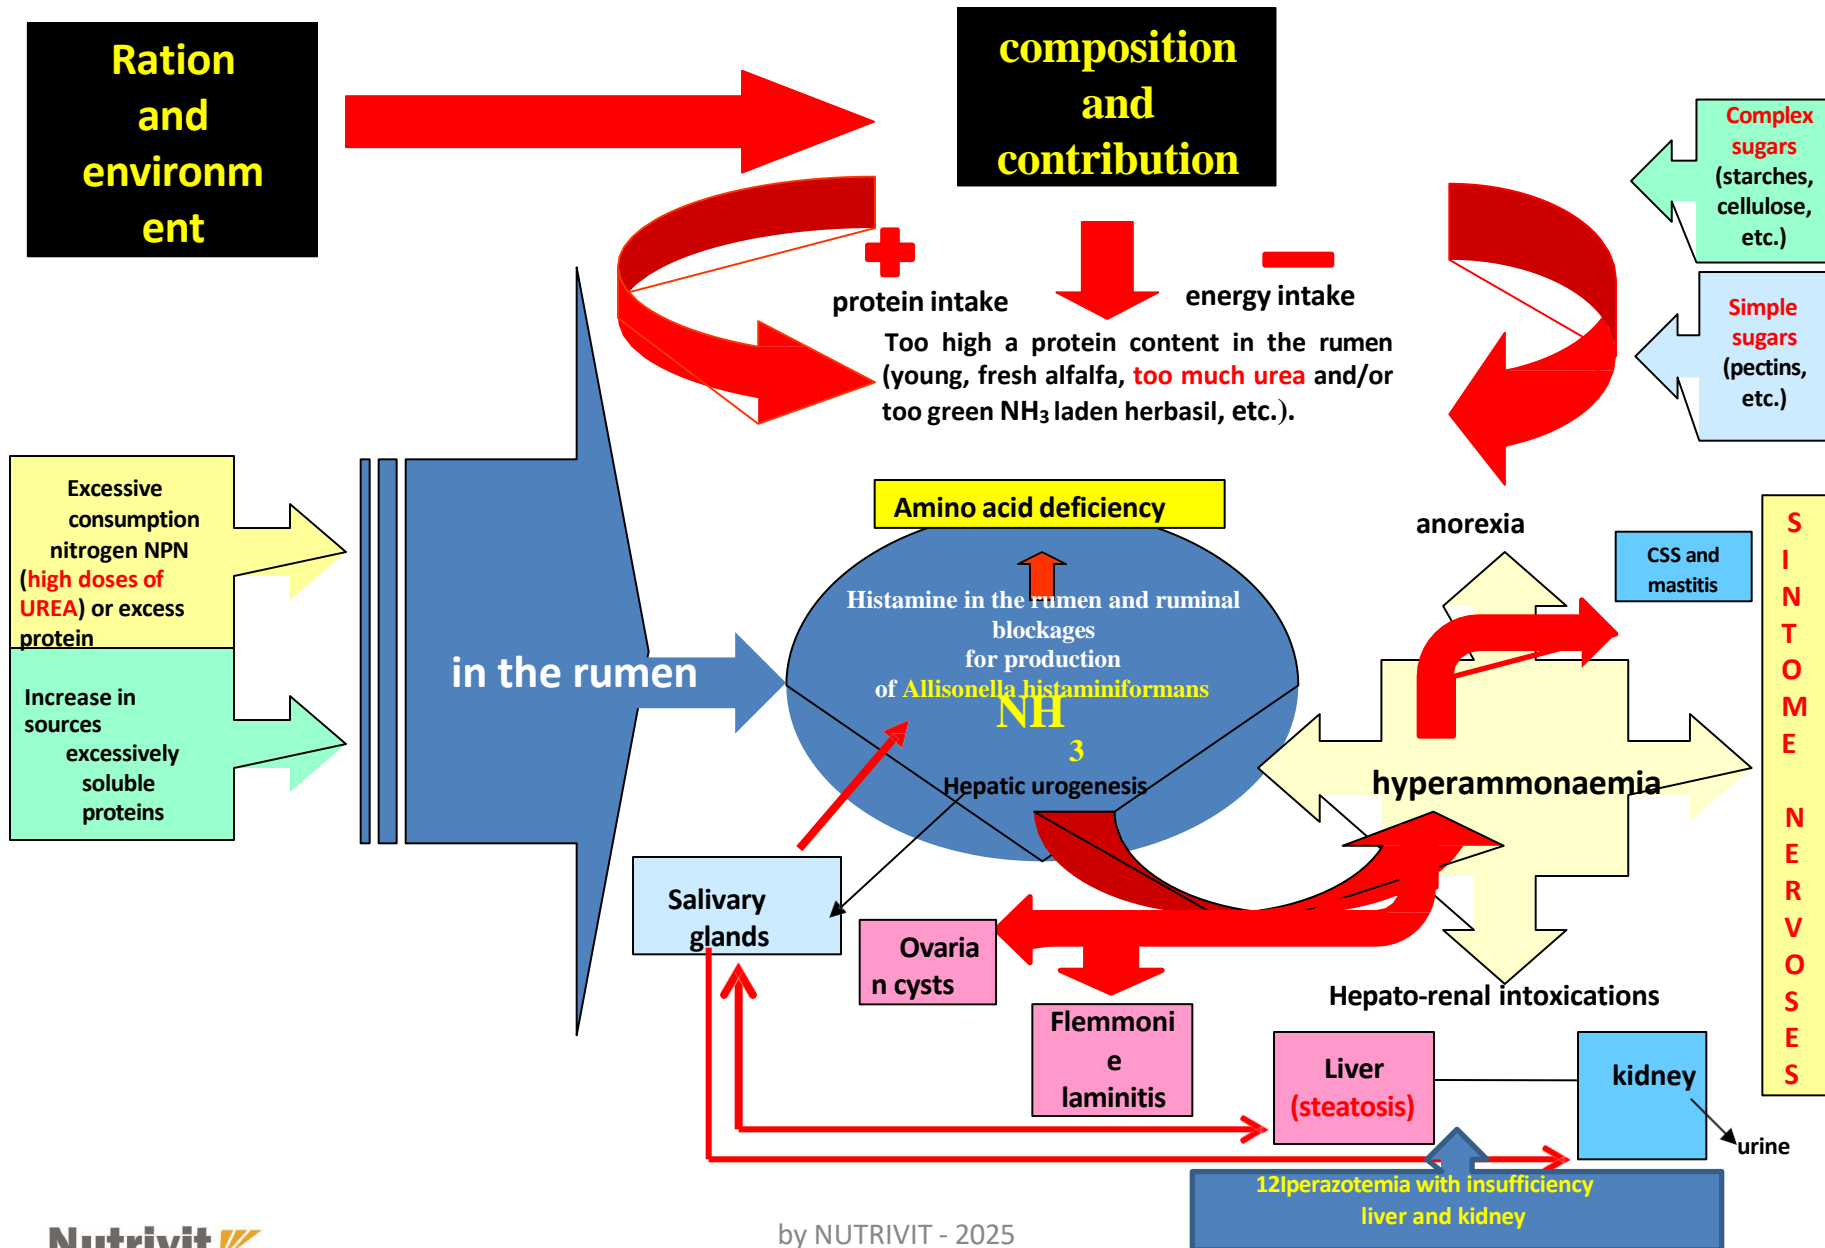 Ration
and
environm
ent
composition
and
contribution
Complex
sugars
(starches,
cellulose,
etc.)
Simple
sugars
(pectins,
etc.)
protein intake
energy intake
Too high a protein content in the rumen
(young, fresh alfalfa, too much urea and/or
too green NH3 laden herbasil, etc.).
Excessive
consumption
nitrogen NPN
(high doses of
UREA) or excess
protein
Increase in
sources
excessively
soluble
proteins
in the rumen
Amino acid deficiency
Histamine in the rumen and ruminal
blockages
for production
of Allisonella histaminiformans
NH
3
Hepatic urogenesis
anorexia
CSS and
mastitis
hyperammonaemia
S
I
N
T
O
M
E
N
E
R
V
O
S
E
S
Salivary
glands
Ovaria
n cysts
Flemmoni
e
laminitis
Hepato-renal intoxications
Liver
(steatosis)
kidney
urine
12Iperazotemia with insufficiency
liver and kidney
Nutrivit
by NUTRIVIT - 2025